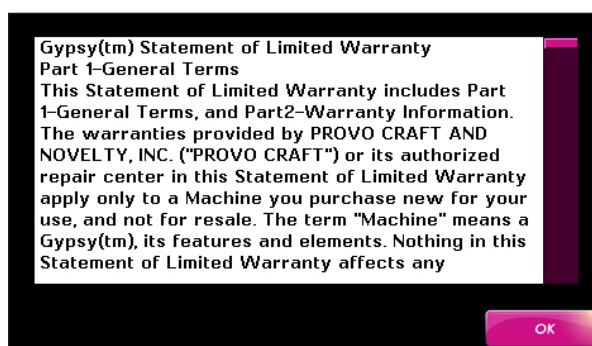 Gypsy(tm) Statement of Limited Warranty
Part 1-General Terms
This Statement of Limited Warranty includes Part
1-General Terms, and Part2-Warranty Information.
The warranties provided by PROVO CRAFT AND
NOVELTY, INC. ("PROVO CRAFT") or its authorized
repair center in this Statement of Limited Warranty
apply only to a Machine you purchase new for your
use, and not for resale. The term "Machine" means a
Gypsy(tm), its features and elements. Nothing in this
Statement of Limited Warranty affects any
OK